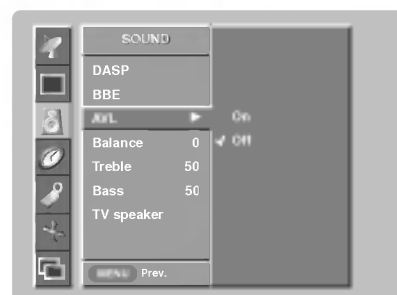 SOUND
DASP
BBE
AVL
On
Off
Balance 0
Treble 50
Bass 50
TV speaker
MENU Prev.